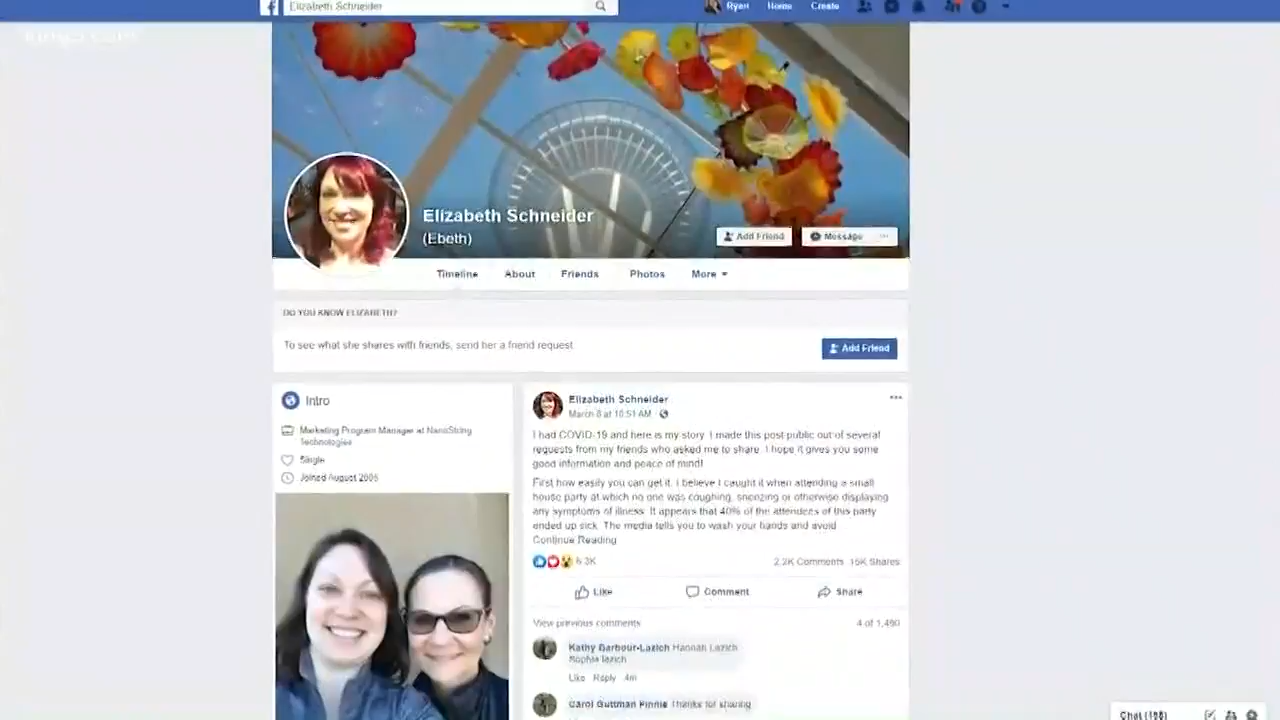 Elizabeth Schneider
Ryan Home Create
Elizabeth Schneider
(Ebeth)
Add Friend Message
Timeline About Friends Photos More
DO YOU KNOW ELIZABETH?
To see what she shares with friends, send her a friend request
Add Friend
Intro
Marketing Program Manager at NanoString
Technologies
Single
Joined August 2005
Elizabeth Schneider
March 8 at 10:51 AM
I had COVID-19 and here is my story. I made this post public out of several
requests from my friends who asked me to share. I hope it gives you some
good information and peace of mind!
First how easily you can get it. I believe I caught it when attending a small
house party at which no one was coughing, sneezing or otherwise displaying
any symptoms of illness. It appears that 40% of the attendees of this party
ended up sick. The media tells you to wash your hands and avoid
Continue Reading
6.3K 2.2K Comments 15K Shares
Like Comment Share
View previous comments 4 of 1,490
Kathy Garbour-Lazich Hannah Lazich
Sophia lazich
Like Reply 4m
Carol Guttman Pinnie Thanks for sharing
Chat (198)